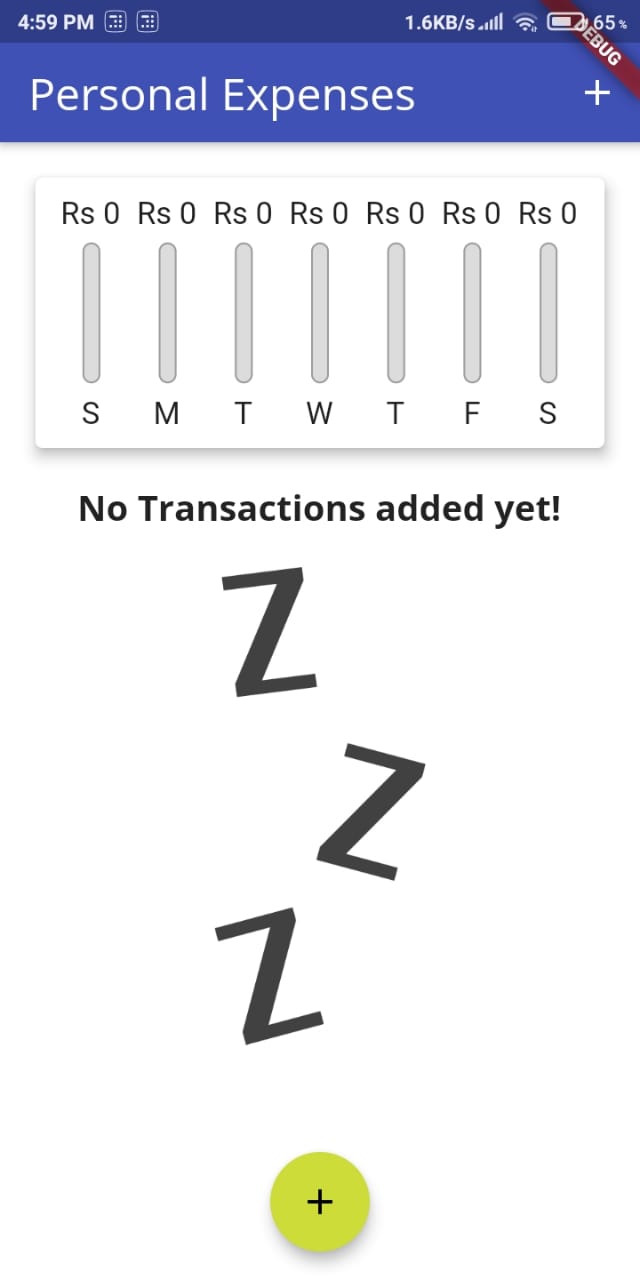 4:59 PM 1.6KB/s 65%
DEBUG
Personal Expenses +
Rs 0 Rs 0 Rs 0 Rs 0 Rs 0 Rs 0 Rs 0
S M T W T F S
No Transactions added yet!
Z
Z
Z
+